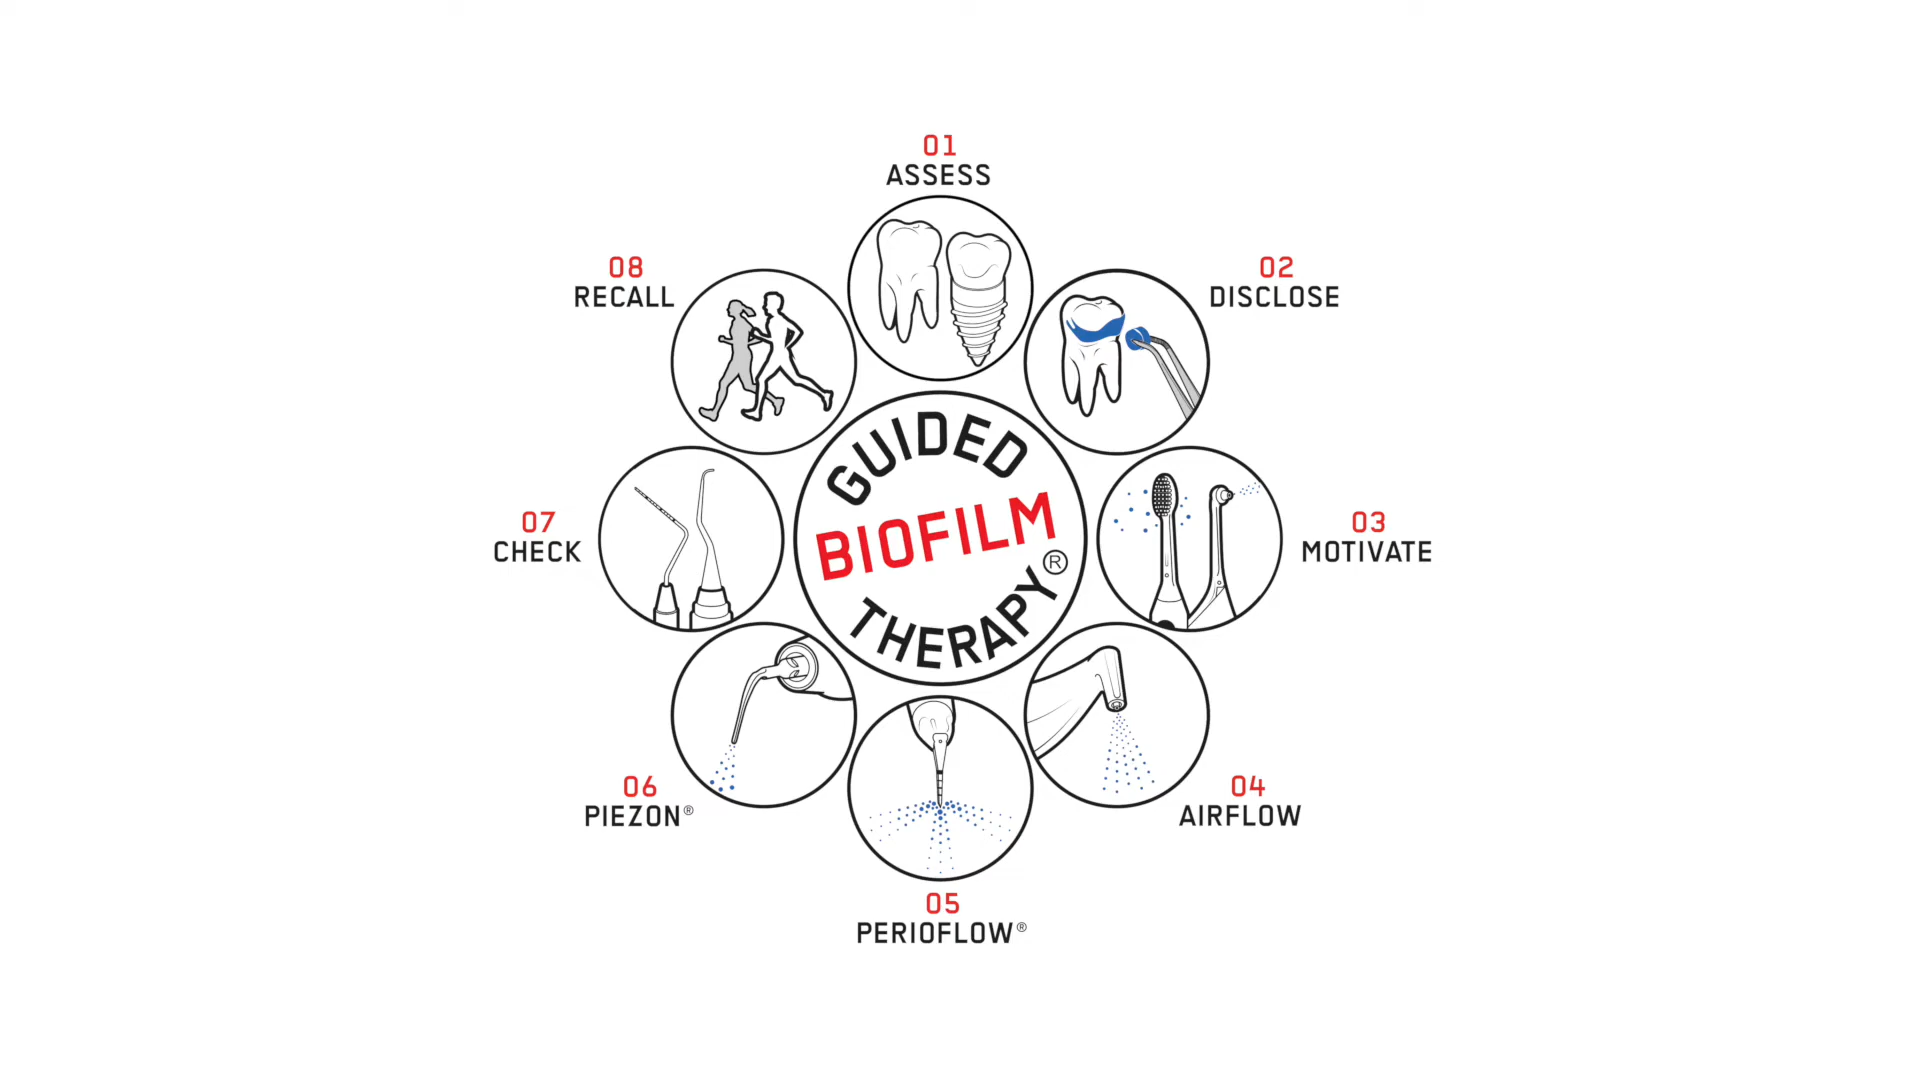 01
ASSESS
08
RECALL
02
DISCLOSE
GUIDED
BIOFILM
THERAPY®
07
CHECK
03
MOTIVATE
06
PIEZON®
04
AIRFLOW
05
PERIOFLOW®